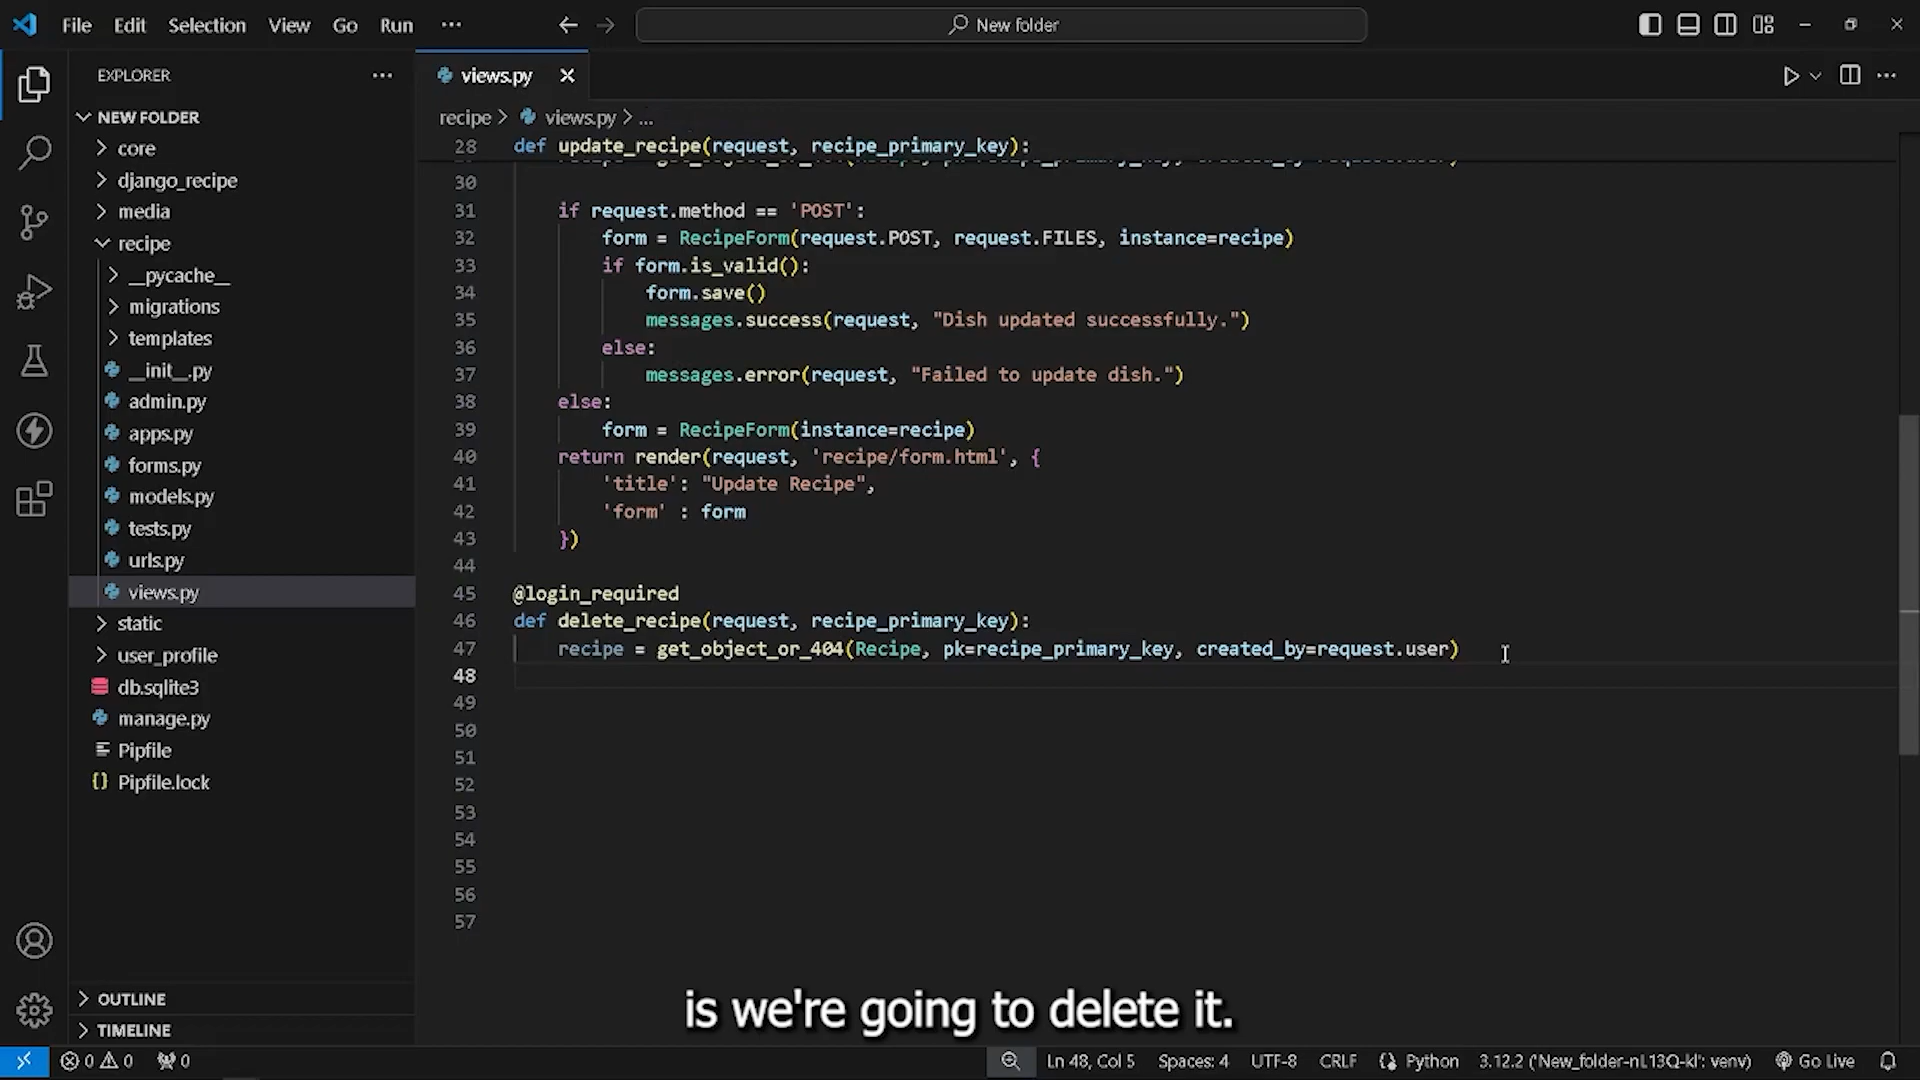 File Edit Selection View Go Run ··· New folder
EXPLORER ···
NEW FOLDER
core
django_recipe
media
recipe
__pycache__
migrations
templates
__init__.py
admin.py
apps.py
forms.py
models.py
tests.py
urls.py
views.py
static
user_profile
db.sqlite3
manage.py
Pipfile
Pipfile.lock
OUTLINE
TIMELINE
views.py
recipe > views.py > ...
28 def update_recipe(request, recipe_primary_key):
30
31 if request.method == 'POST':
32 form = RecipeForm(request.POST, request.FILES, instance=recipe)
33 if form.is_valid():
34 form.save()
35 messages.success(request, "Dish updated successfully.")
36 else:
37 messages.error(request, "Failed to update dish.")
38 else:
39 form = RecipeForm(instance=recipe)
40 return render(request, 'recipe/form.html', {
41 'title': "Update Recipe",
42 'form' : form
43 })
44
45 @login_required
46 def delete_recipe(request, recipe_primary_key):
47 recipe = get_object_or_404(Recipe, pk=recipe_primary_key, created_by=request.user)
48
49
50
51
52
53
54
55
56
57
is we're going to delete it.
0 0 0 Ln 48, Col 5 Spaces: 4 UTF-8 CRLF Python 3.12.2 ('New_folder-nL13Q-kl': venv) Go Live